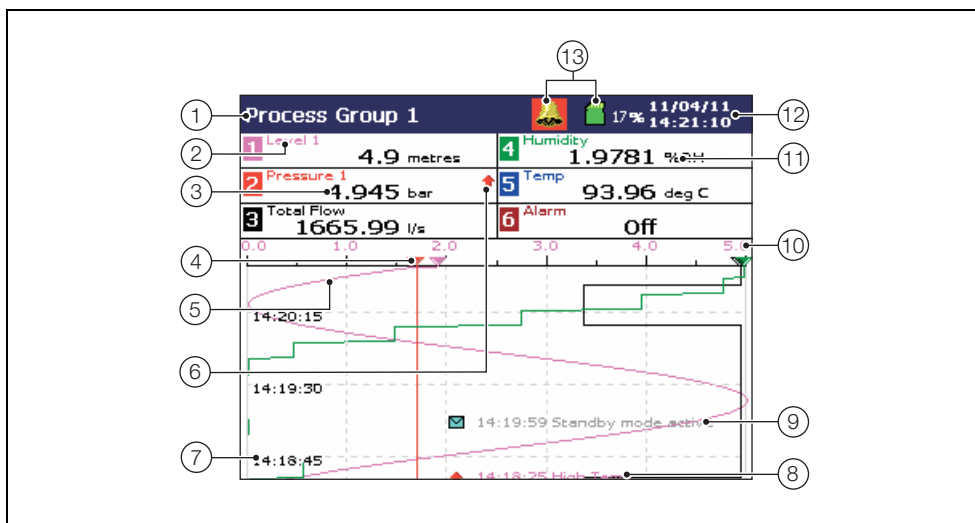 13
1 Process Group 1 17% 11/04/11 12
14:21:10
2 1 Level 1 4.9 metres 4 Humidity 1.9781 %RH 11
3 2 Pressure 1 4.945 bar 5 Temp 93.96 deg C
3 Total Flow 1665.99 l/s 6 Alarm Off
0.0 1.0 2.0 3.0 4.0 5.0 10
4
5
14:20:15
6
14:19:30
14:19:59 Standby mode active 9
7 14:18:45
14:18:25 High Tem 8